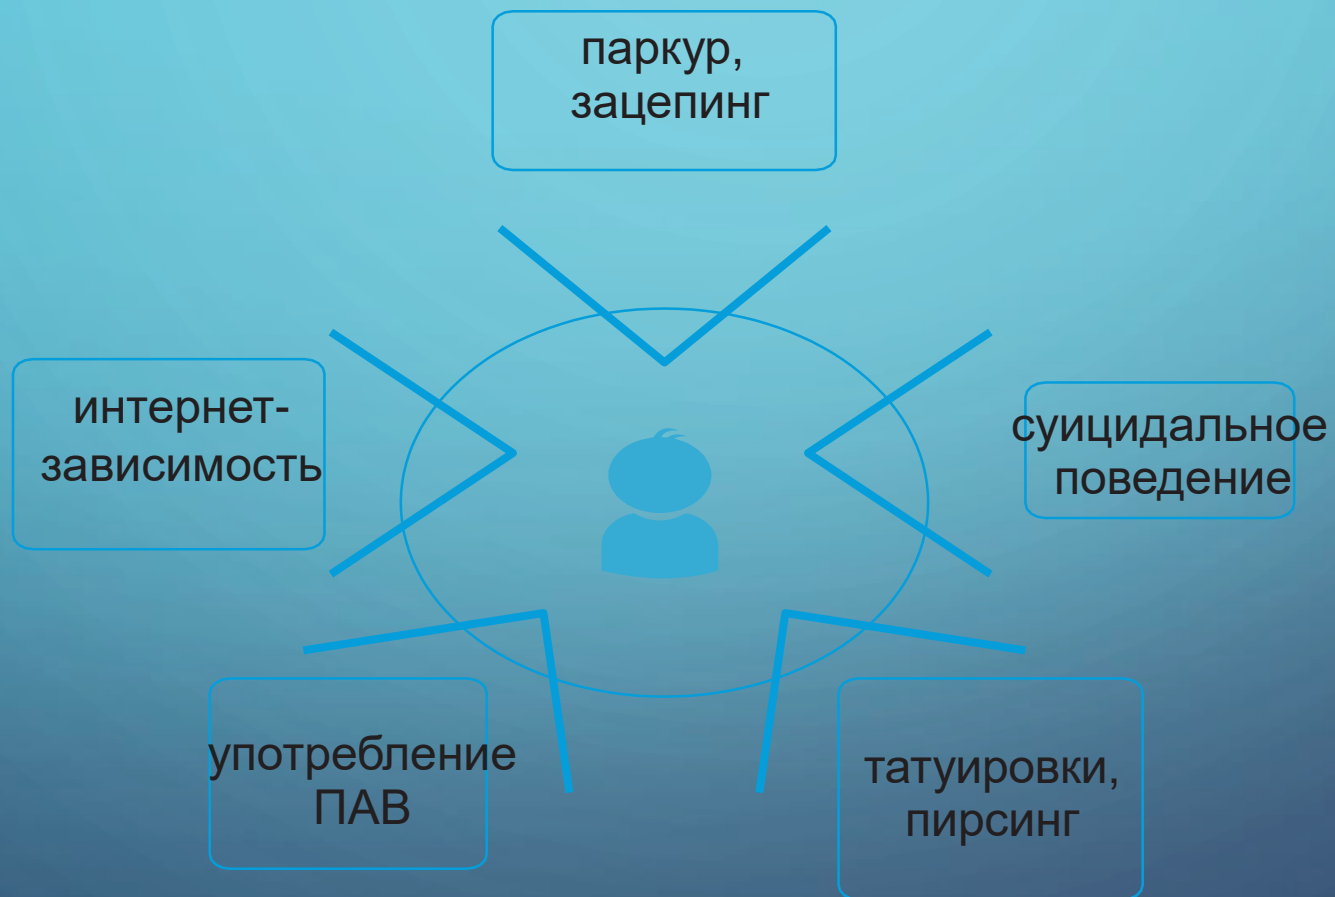 паркур,
зацепинг
интернет-
зависимость
суицидальное
поведение
употребление
ПАВ
татуировки,
пирсинг